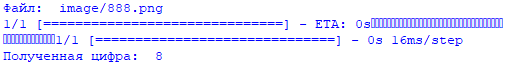 Файл:  image/888.png
1/1 [==============================] - ETA: 0s
1/1 [==============================] - 0s 16ms/step
Полученная цифра:  8